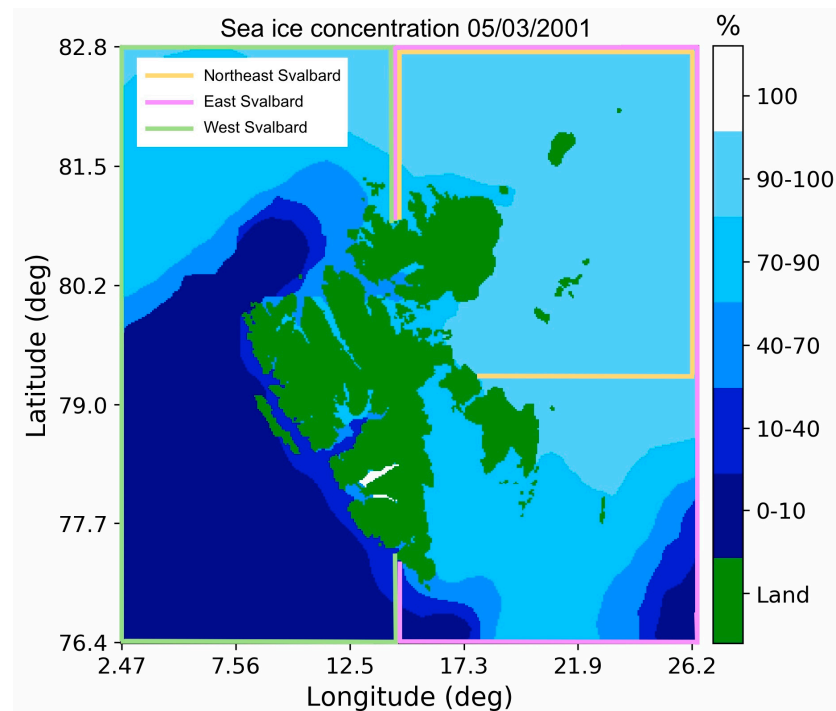 Sea ice concentration 05/03/2001
%
82.8
81.5
80.2
79.0
77.7
76.4
Latitude (deg)
Northeast Svalbard
East Svalbard
West Svalbard
100
90-100
70-90
40-70
10-40
0-10
Land
2.47 7.56 12.5 17.3 21.9 26.2
Longitude (deg)